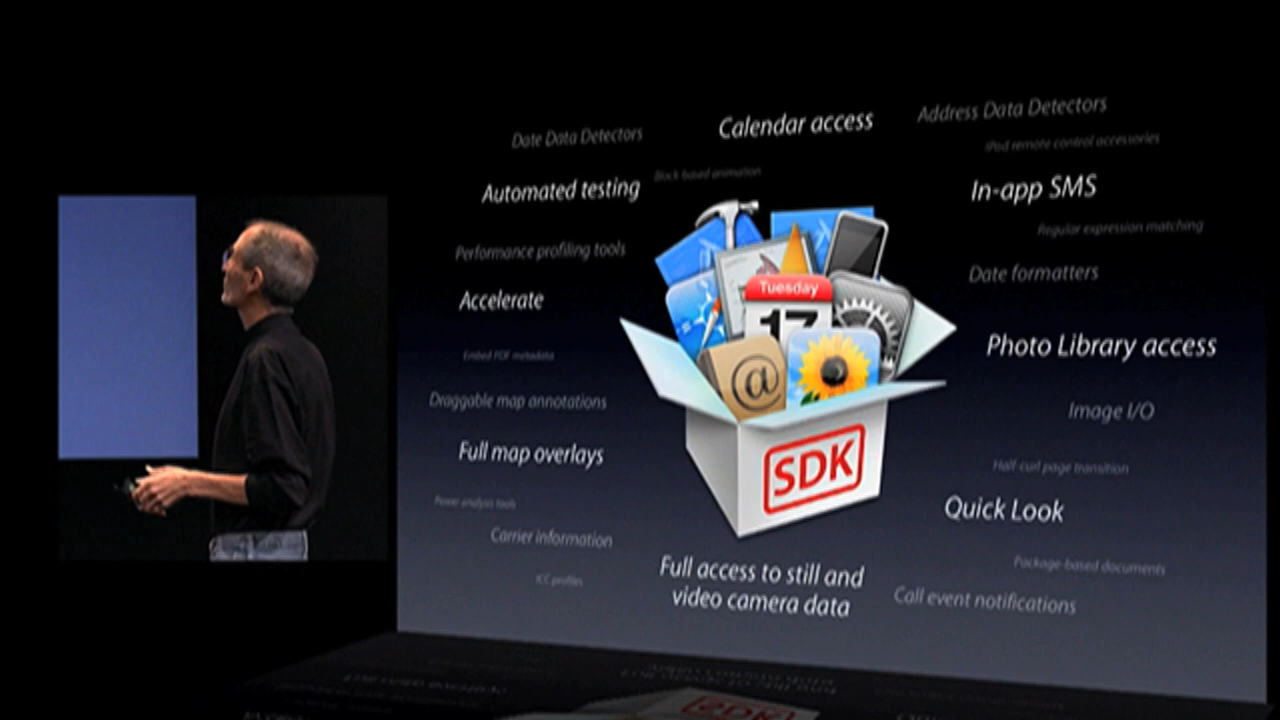 Date Data Detectors
Calendar access
Address Data Detectors
iPod remote control accessories
Automated testing
Block-based animation
In-app SMS
Performance profiling tools
Regular expression matching
Accelerate
Date formatters
Tuesday
17
Embed PDF metadata
Photo Library access
Draggable map annotations
@
Image I/O
Full map overlays
SDK
Half-curl page transition
Power analysis tools
Quick Look
Carrier information
Full access to still and
video camera data
Package-based documents
ICC profiles
Call event notifications